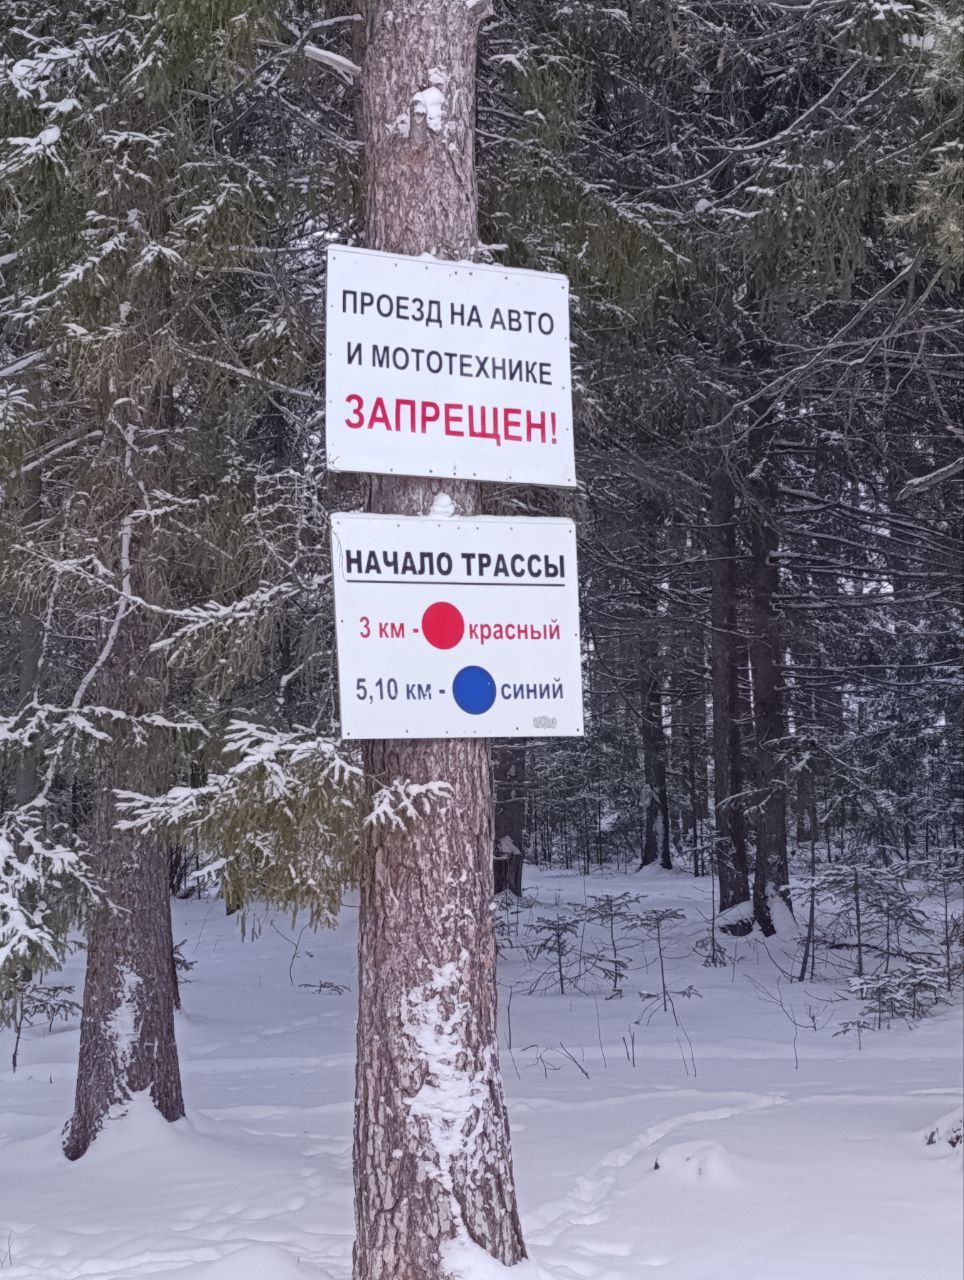 ПРОЕЗД НА АВТО
И МОТОТЕХНИКЕ
ЗАПРЕЩЕН!
НАЧАЛО ТРАССЫ
3 км - красный
5,10 км - синий